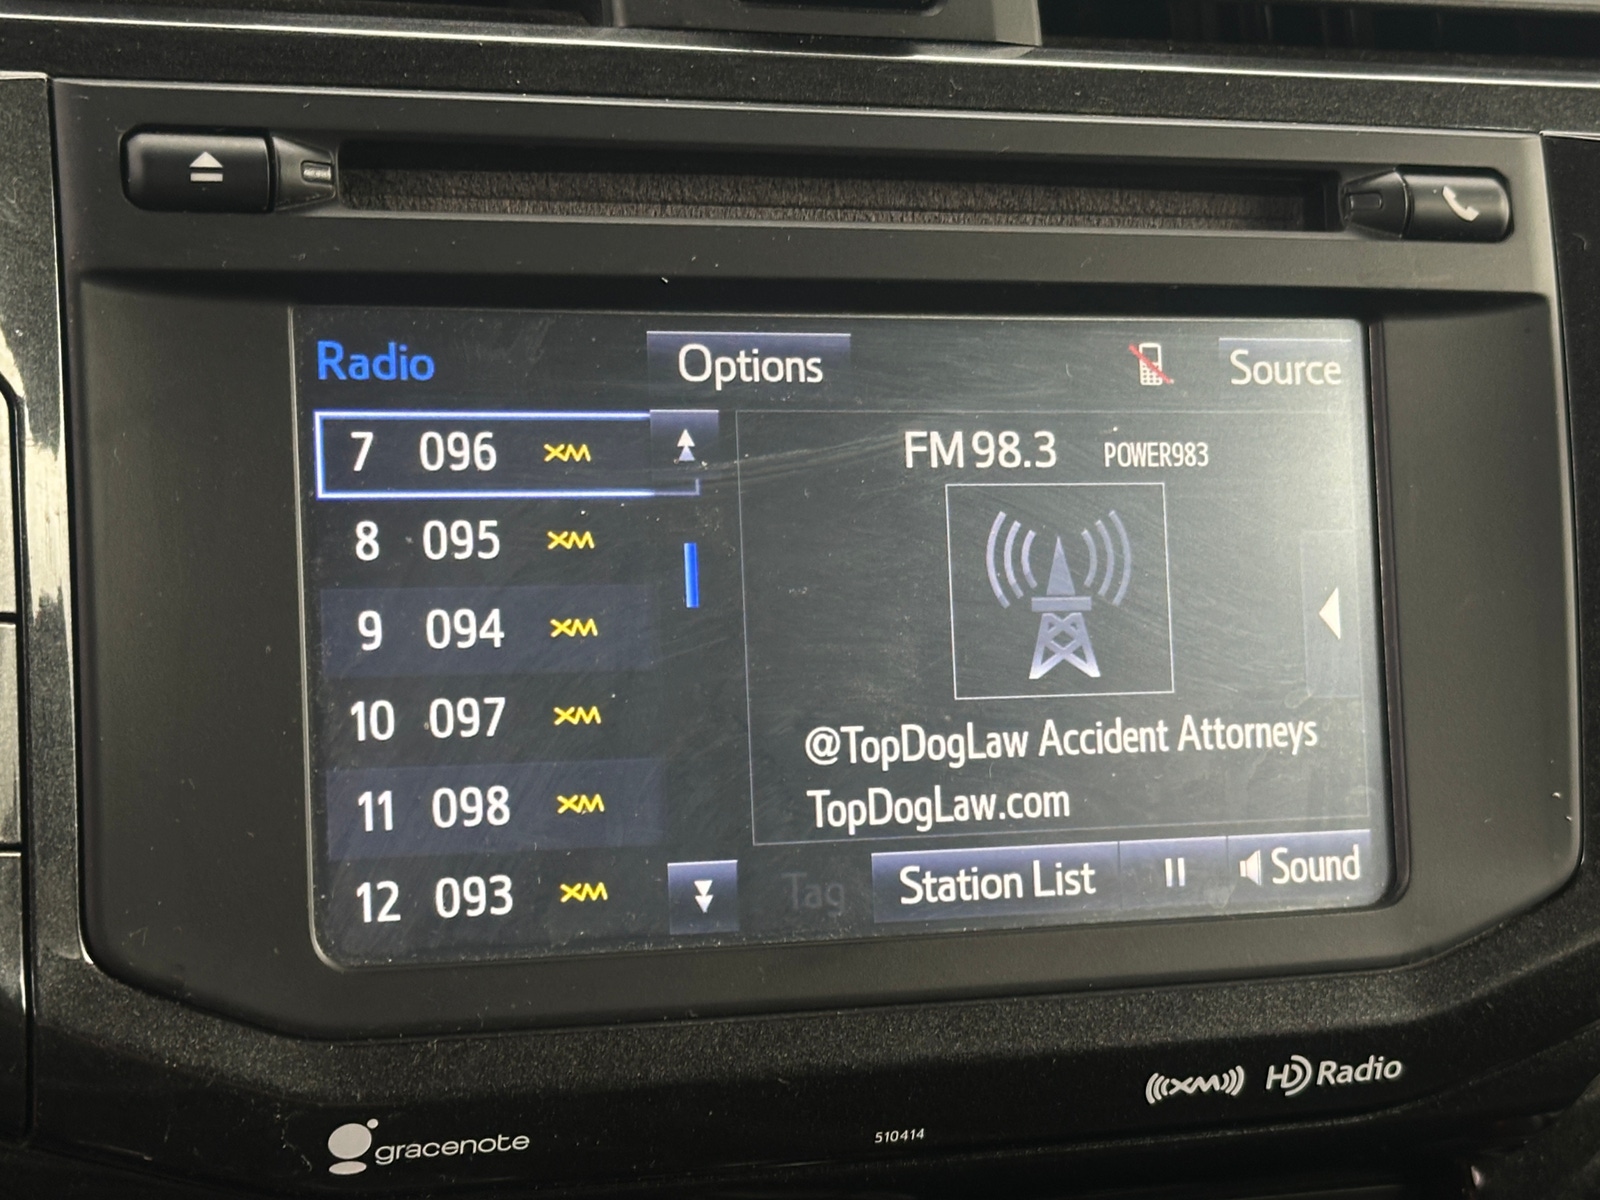 Radio
Options
Source
7 096 XM
8 095 XM
9 094 XM
10 097 XM
11 098 XM
12 093 XM
FM 98.3 POWER983
@TopDogLaw Accident Attorneys
TopDogLaw.com
Tag
Station List
Sound
XM HD Radio
gracenote
510414